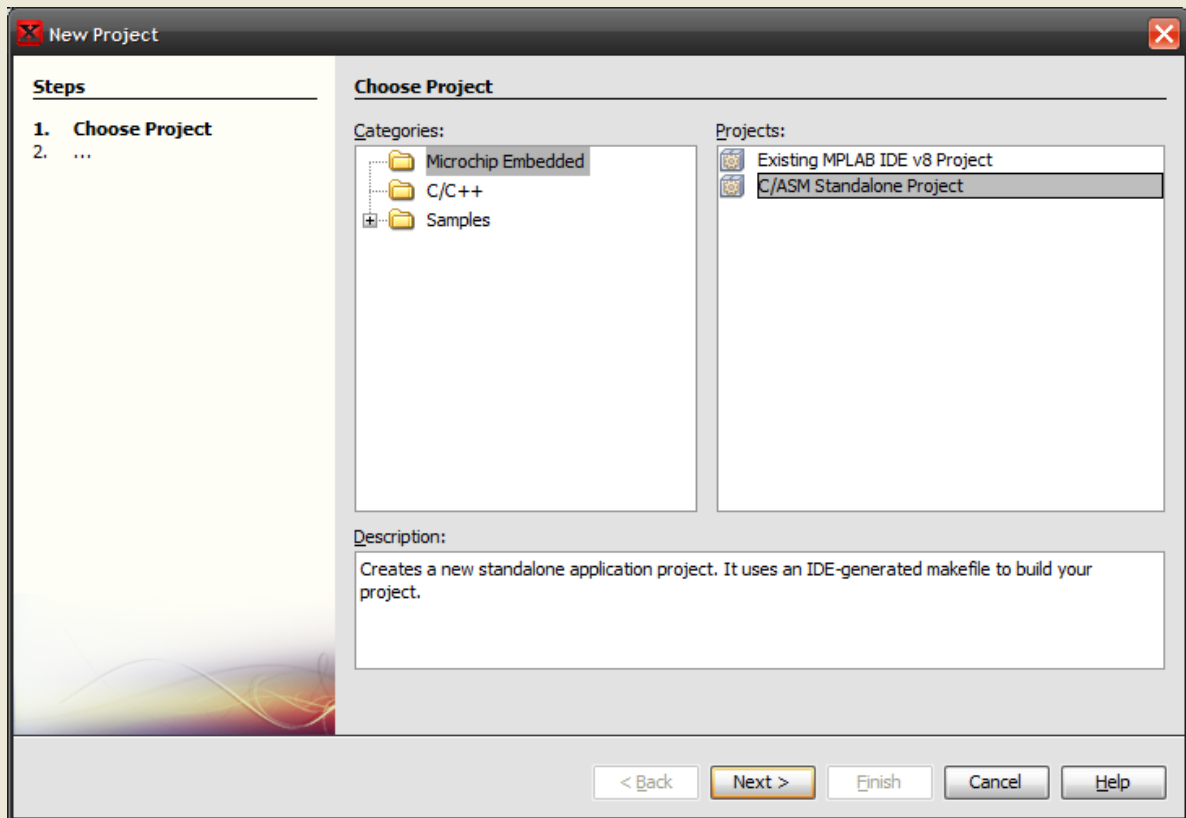 New Project
Steps
1. Choose Project
2. ...
Choose Project
Categories:
Microchip Embedded
C/C++
Samples
Projects:
Existing MPLAB IDE v8 Project
C/ASM Standalone Project
Description:
Creates a new standalone application project. It uses an IDE-generated makefile to build your
project.
< Back
Next >
Finish
Cancel
Help